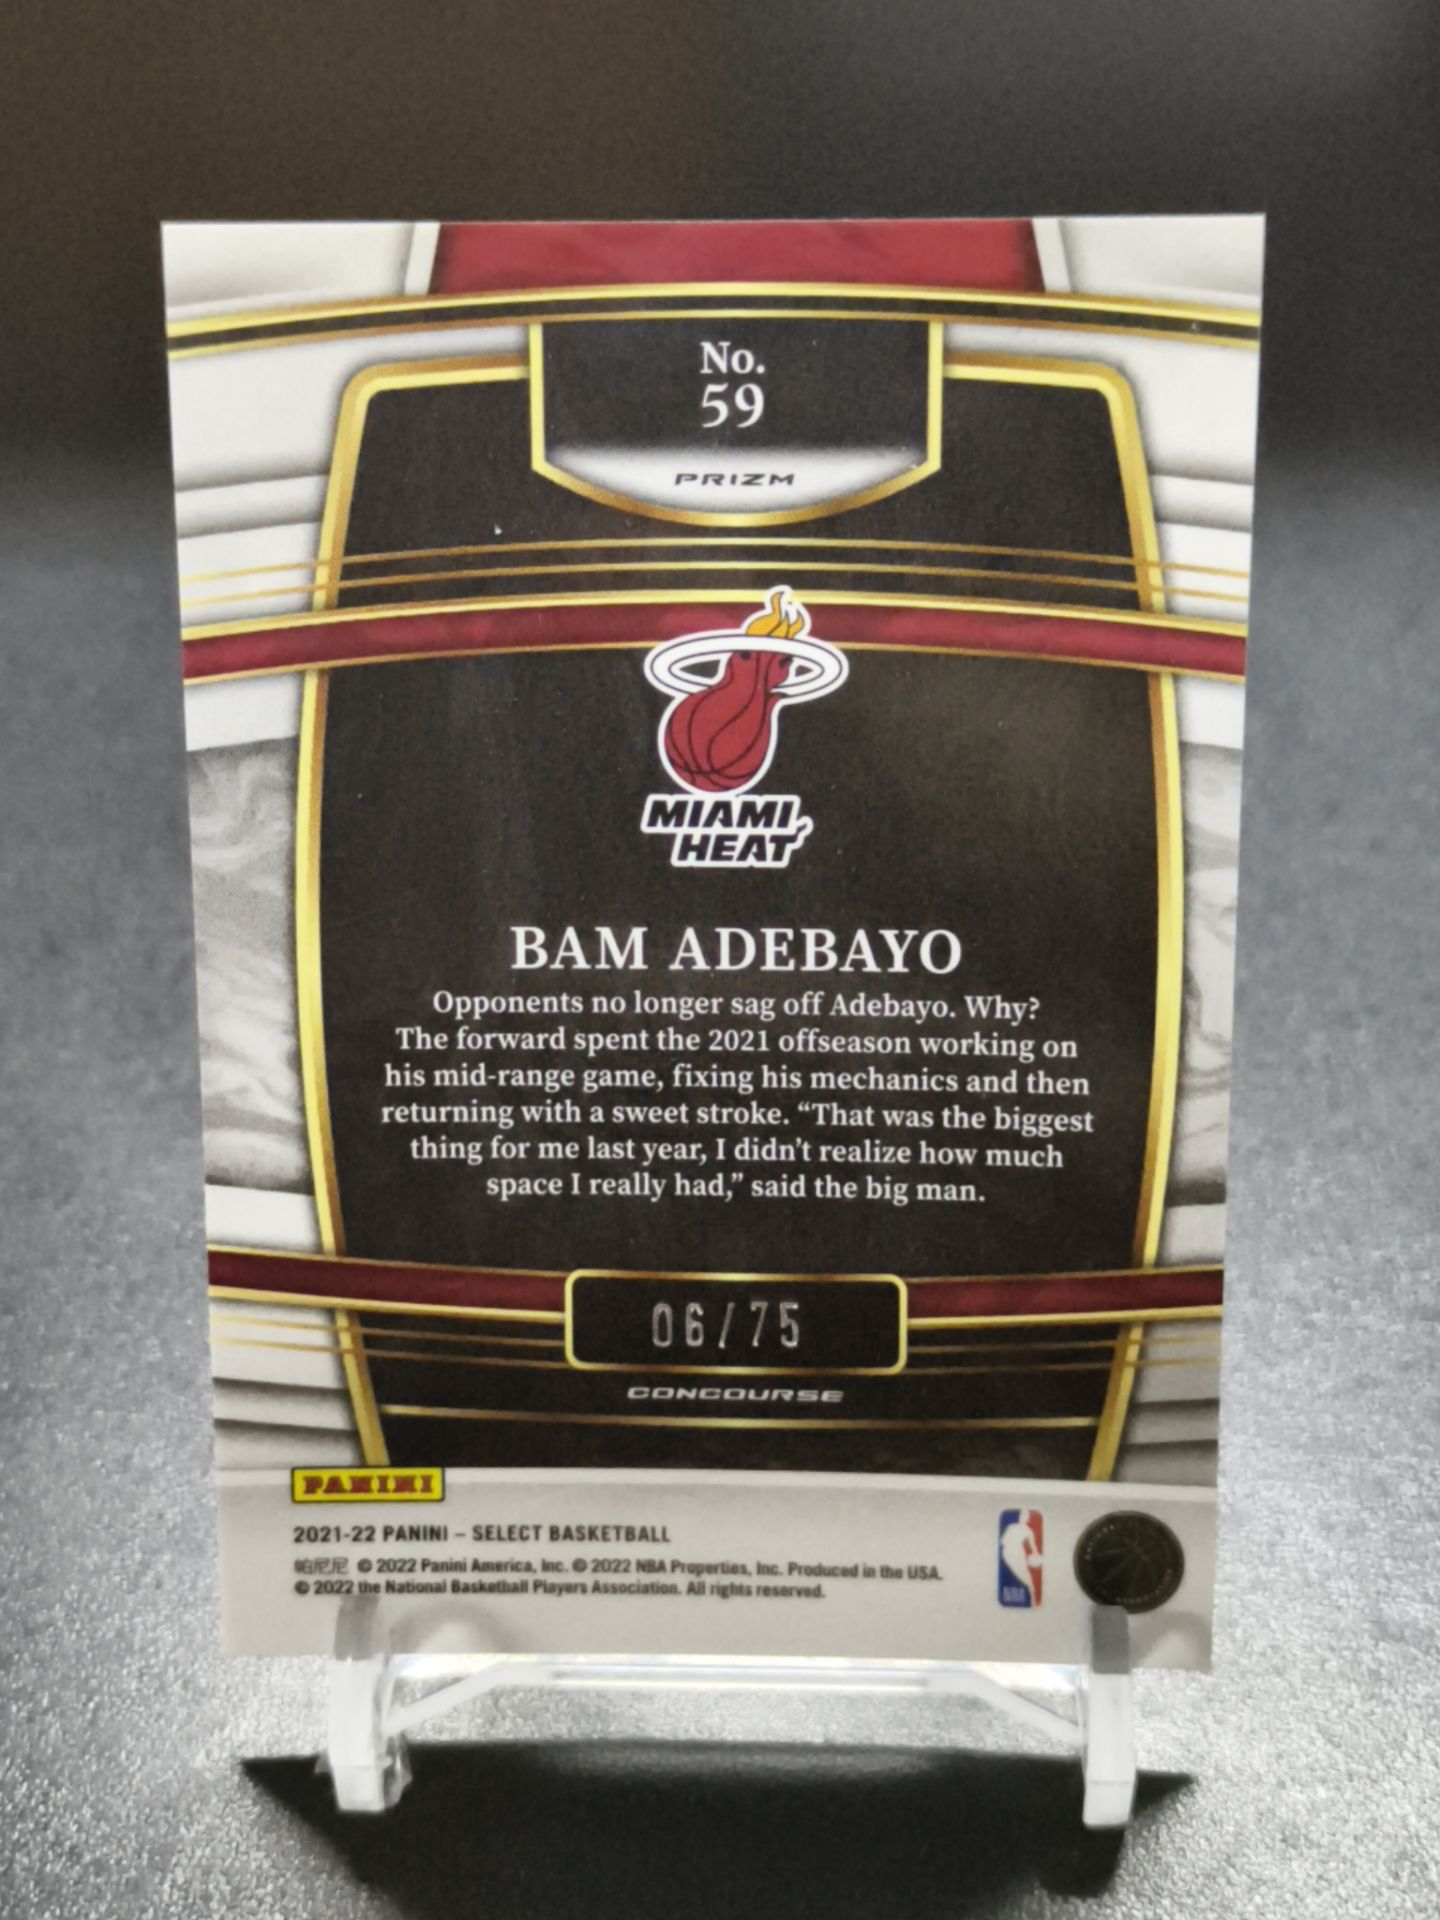 No.
59
PRIZM
MIAMI
HEAT
BAM ADEBAYO
Opponents no longer sag off Adebayo. Why?
The forward spent the 2021 offseason working on
his mid-range game, fixing his mechanics and then
returning with a sweet stroke. “That was the biggest
thing for me last year, I didn’t realize how much
space I really had,” said the big man.
06/75
CONCOURSE
PANINI
2021-22 PANINI – SELECT BASKETBALL
帕尼尼 © 2022 Panini America, Inc. © 2022 NBA Properties, Inc. Produced in the USA.
© 2022 the National Basketball Players Association. All rights reserved.
NBA